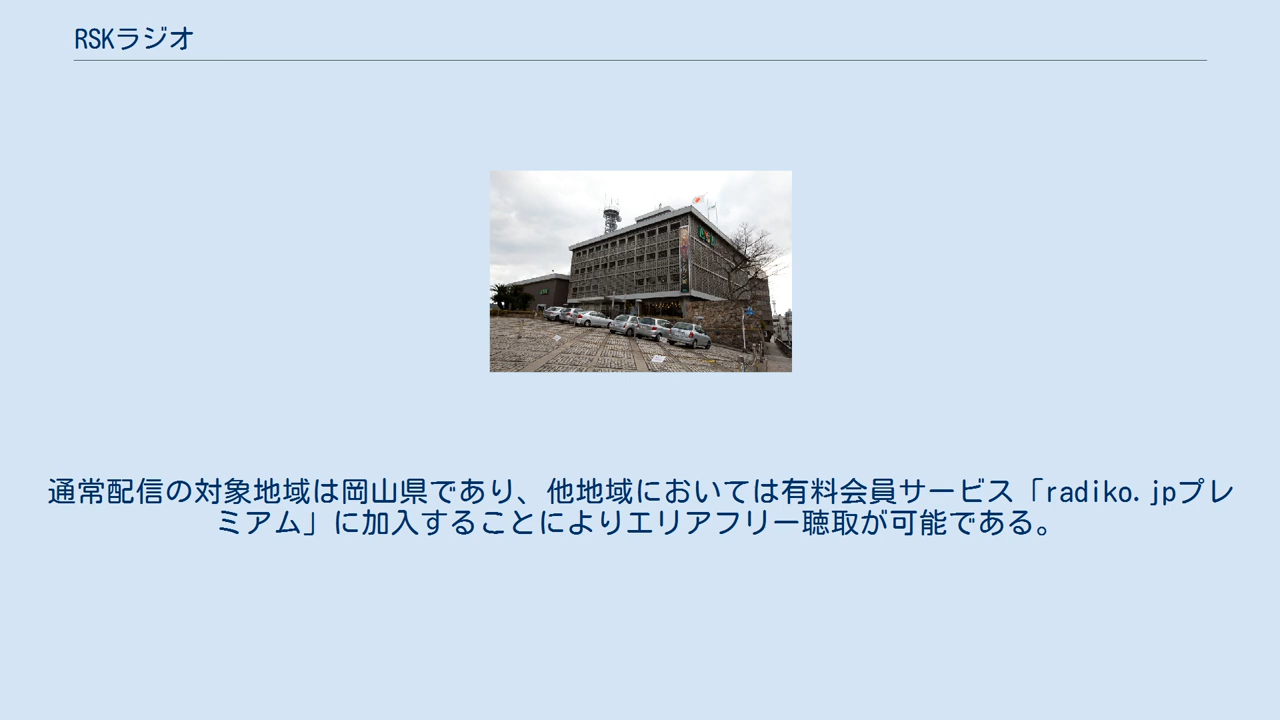 RSKラジオ
通常配信の対象地域は岡山県であり、他地域においては有料会員サービス「radiko.jpプレ
ミアム」に加入することによりエリアフリー聴取が可能である。